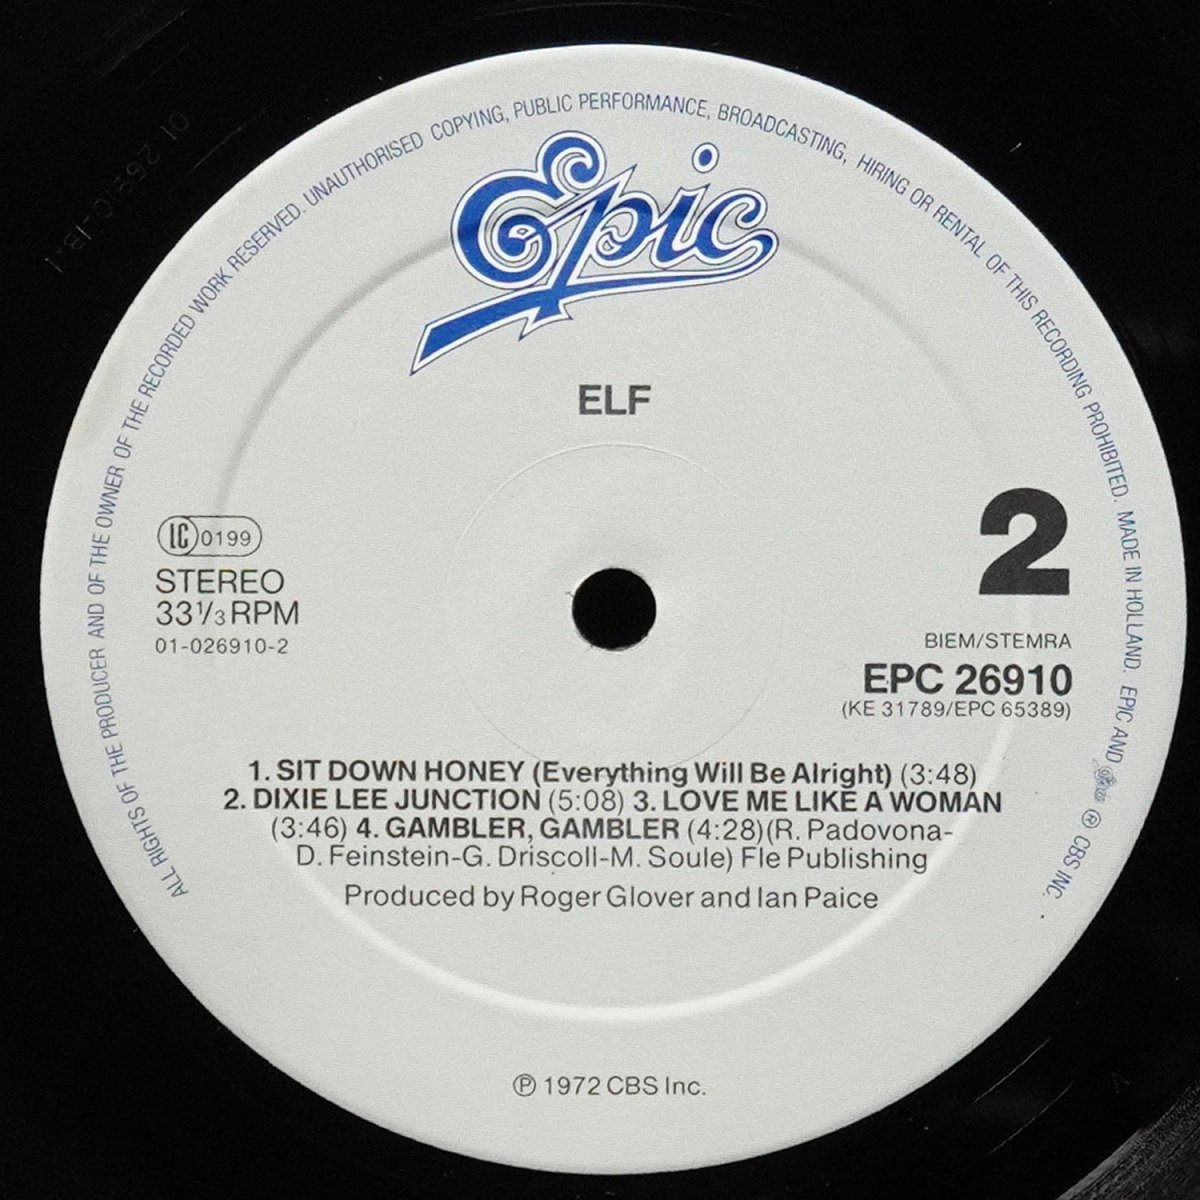 ALL RIGHTS OF THE PRODUCER AND OF THE OWNER OF THE RECORDED WORK RESERVED. UNAUTHORISED COPYING, PUBLIC PERFORMANCE, BROADCASTING, HIRING OR RENTAL OF THIS RECORDING PROHIBITED. MADE IN HOLLAND. EPIC AND Epic ® CBS INC.
Epic
ELF
LC 0199
STEREO
33⅓ RPM
01-026910-2
2
BIEM/STEMRA
EPC 26910
(KE 31789/EPC 65389)
1. SIT DOWN HONEY (Everything Will Be Alright) (3:48)
2. DIXIE LEE JUNCTION (5:08) 3. LOVE ME LIKE A WOMAN
(3:46) 4. GAMBLER, GAMBLER (4:28)(R. Padovona-
D. Feinstein-G. Driscoll-M. Soule) Fle Publishing
Produced by Roger Glover and Ian Paice
℗ 1972 CBS Inc.